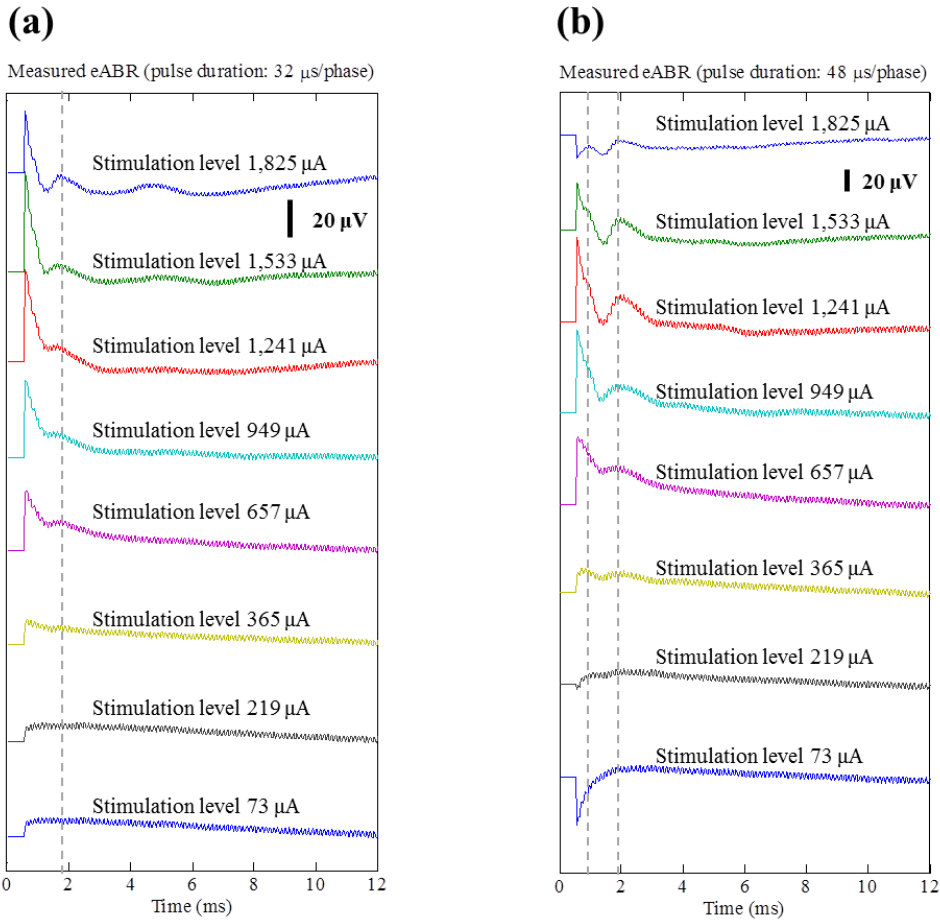 (a)
Measured eABR (pulse duration: 32 μs/phase)
Stimulation level 1,825 μA
20 μV
Stimulation level 1,533 μA
Stimulation level 1,241 μA
Stimulation level 949 μA
Stimulation level 657 μA
Stimulation level 365 μA
Stimulation level 219 μA
Stimulation level 73 μA
0 2 4 6 8 10 12
Time (ms)
(b)
Measured eABR (pulse duration: 48 μs/phase)
Stimulation level 1,825 μA
20 μV
Stimulation level 1,533 μA
Stimulation level 1,241 μA
Stimulation level 949 μA
Stimulation level 657 μA
Stimulation level 365 μA
Stimulation level 219 μA
Stimulation level 73 μA
0 2 4 6 8 10 12
Time (ms)